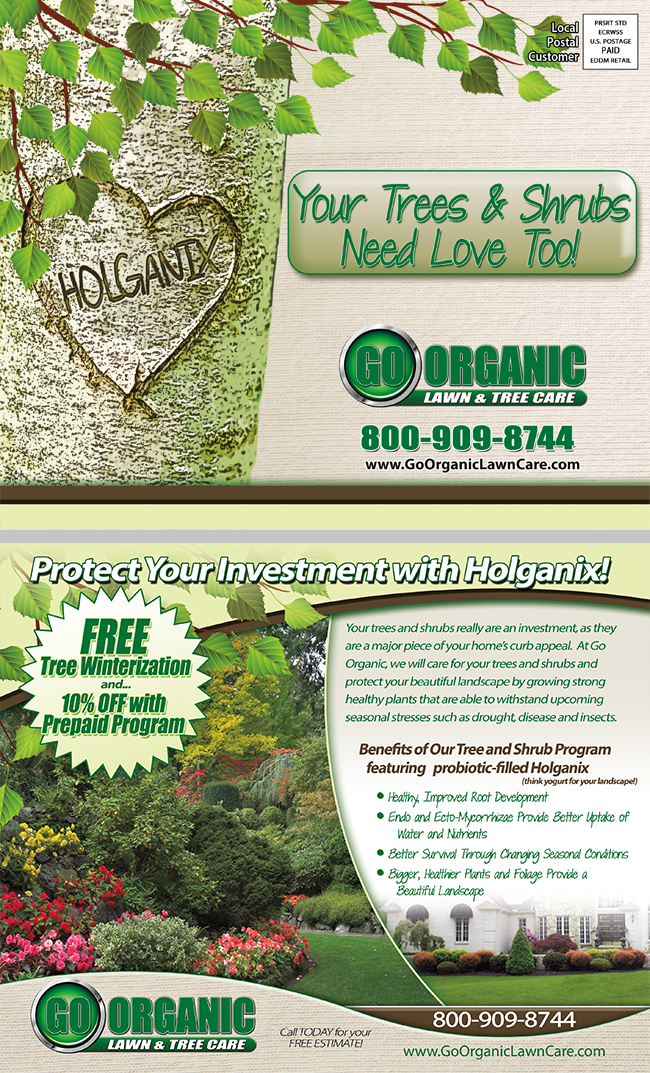 Local
Postal
Customer
PRSRT STD
ECRWSS
U.S. POSTAGE
PAID
EDDM RETAIL
HOLGANIX
Your Trees & Shrubs
Need Love Too!
GO ORGANIC
LAWN & TREE CARE
800-909-8744
www.GoOrganicLawnCare.com
Protect Your Investment with Holganix!
FREE
Tree Winterization
and...
10% OFF with
Prepaid Program
Your trees and shrubs really are an investment, as they
are a major piece of your home's curb appeal. At Go
Organic, we will care for your trees and shrubs and
protect your beautiful landscape by growing strong
healthy plants that are able to withstand upcoming
seasonal stresses such as drought, disease and insects.
Benefits of Our Tree and Shrub Program
featuring probiotic-filled Holganix
(think yogurt for your landscape!)
• Healthy, Improved Root Development
• Endo and Ecto-Mycorrhizae Provide Better Uptake of
Water and Nutrients
• Better Survival Through Changing Seasonal Conditions
• Bigger, Healthier Plants and Foliage Provide a
Beautiful Landscape
GO ORGANIC
LAWN & TREE CARE
Call TODAY for your
FREE ESTIMATE!
800-909-8744
www.GoOrganicLawnCare.com